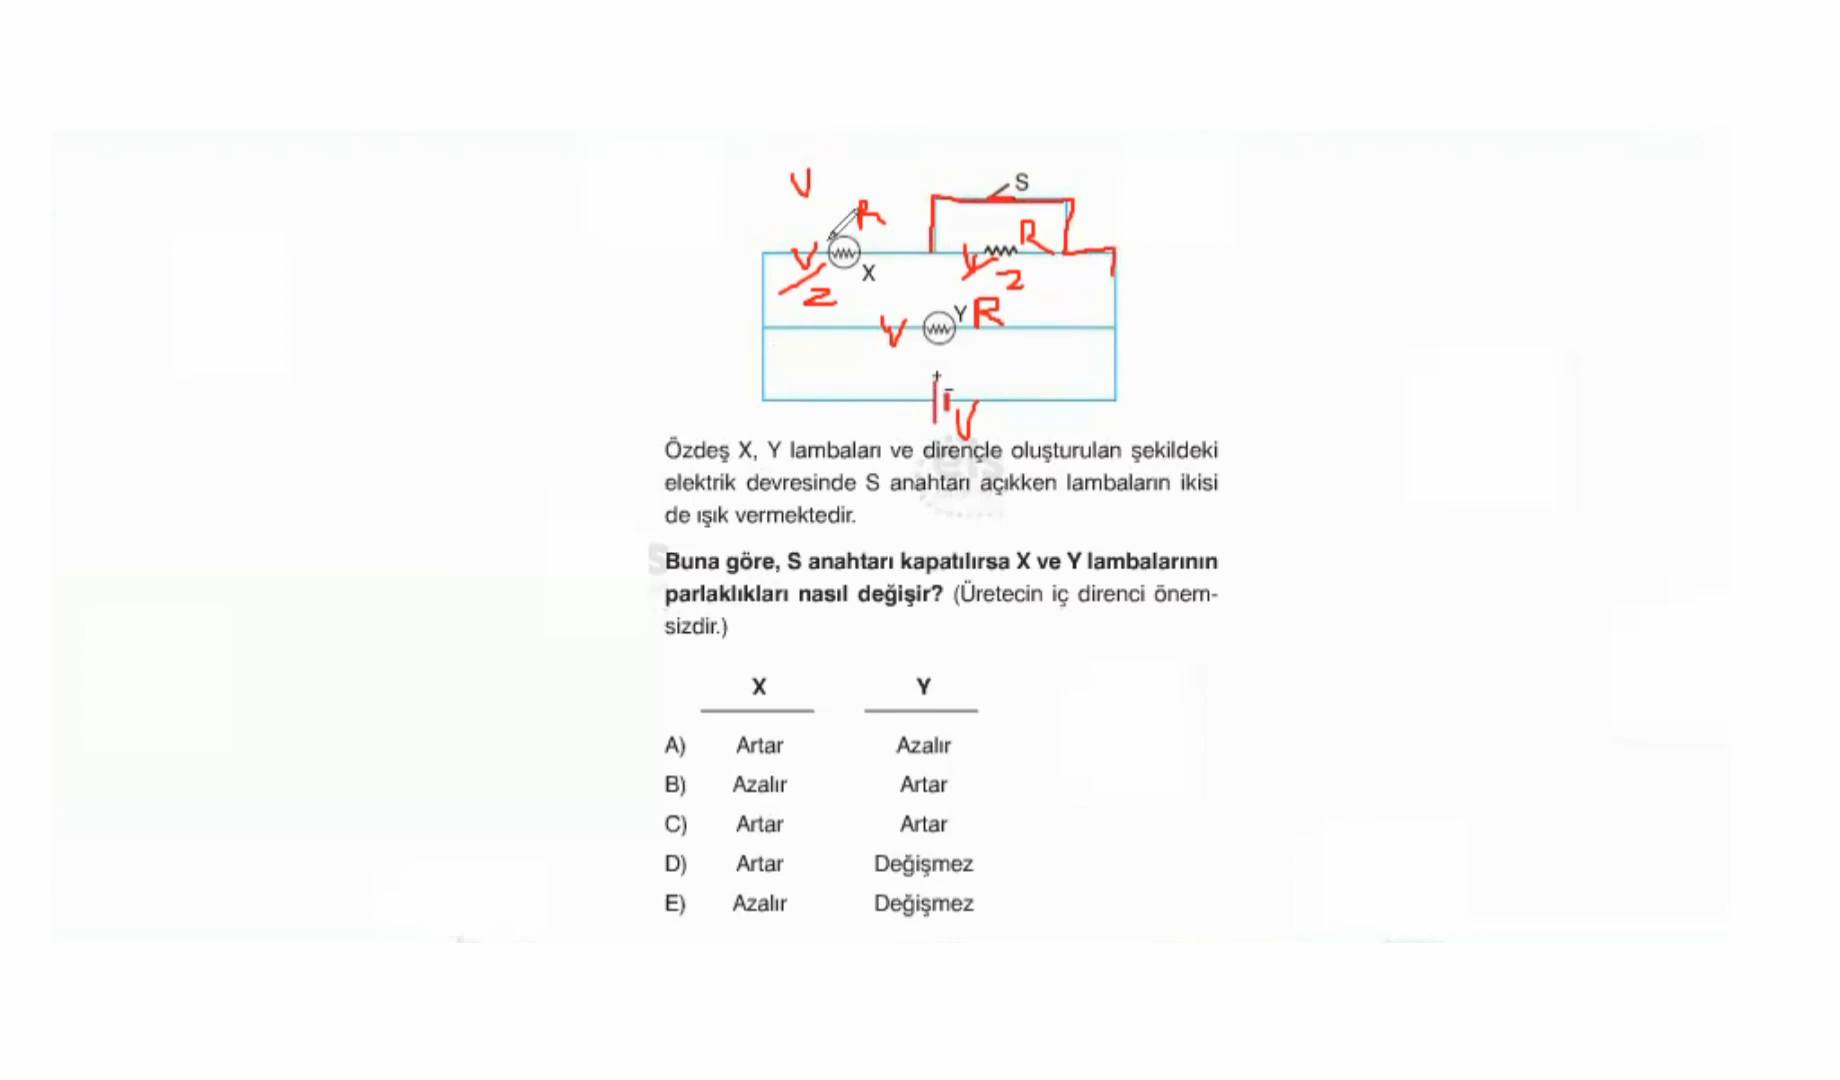 V
S
R
R
V
2
X
V
2
Y R
V
+
-
V
Özdeş X, Y lambaları ve dirençle oluşturulan şekildeki
elektrik devresinde S anahtarı açıkken lambaların ikisi
de ışık vermektedir.
Buna göre, S anahtarı kapatılırsa X ve Y lambalarının
parlaklıkları nasıl değişir? (Üretecin iç direnci önem-
sizdir.)
X Y
A) Artar Azalır
B) Azalır Artar
C) Artar Artar
D) Artar Değişmez
E) Azalır Değişmez